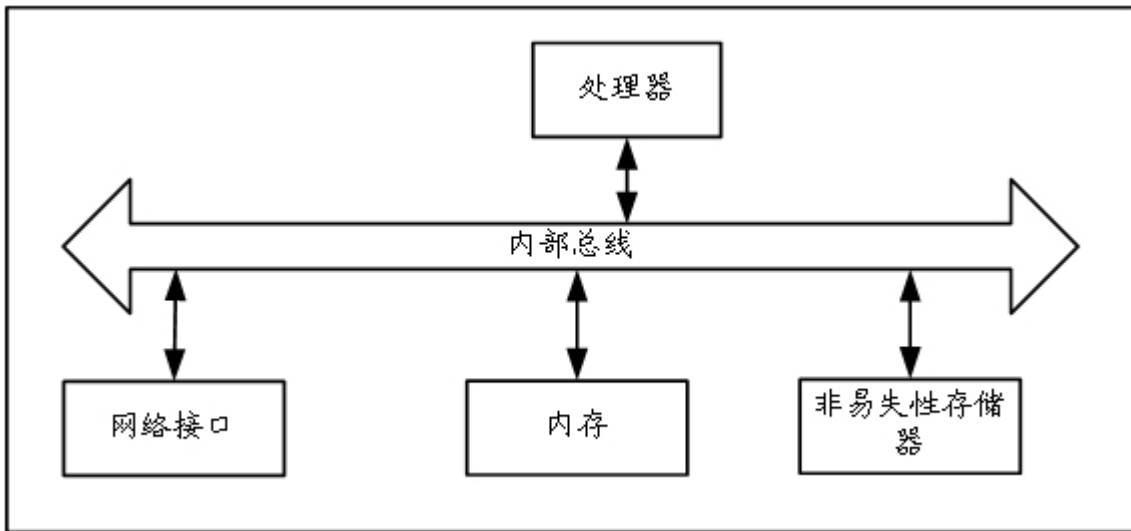 处理器
内部总线
网络接口
内存
非易失性存储
器